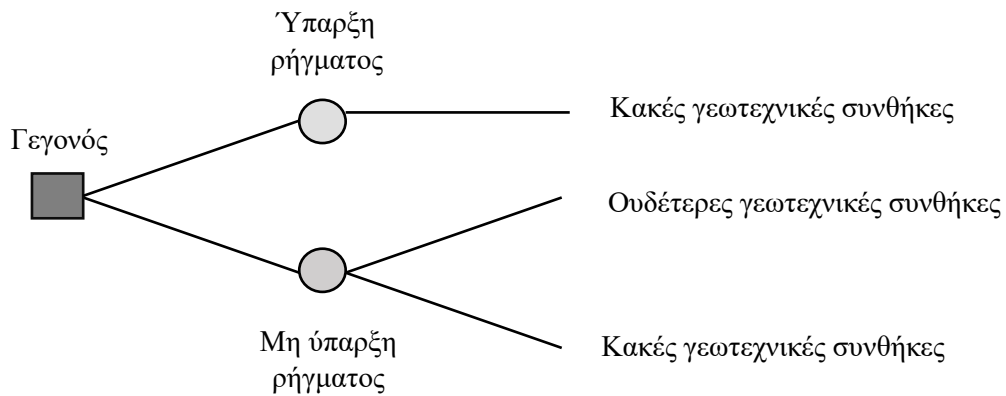 Ύπαρξη
ρήγματος
Κακές γεωτεχνικές συνθήκες
Γεγονός
Ουδέτερες γεωτεχνικές συνθήκες
Μη ύπαρξη
ρήγματος
Κακές γεωτεχνικές συνθήκες